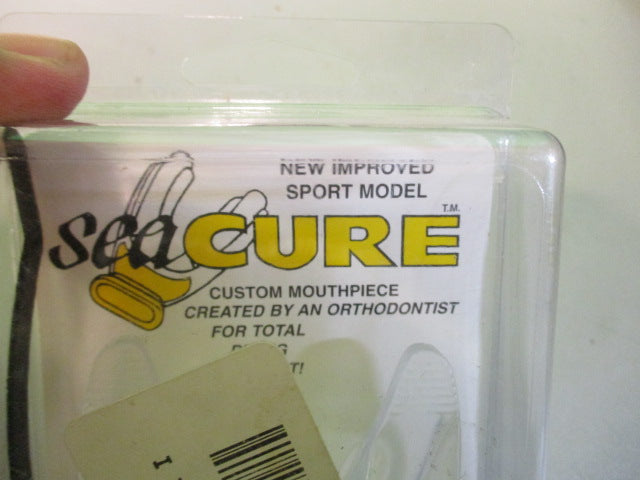 NEW IMPROVED
SPORT MODEL
seaCURE T.M.
CUSTOM MOUTHPIECE
CREATED BY AN ORTHODONTIST
FOR TOTAL
T!
I